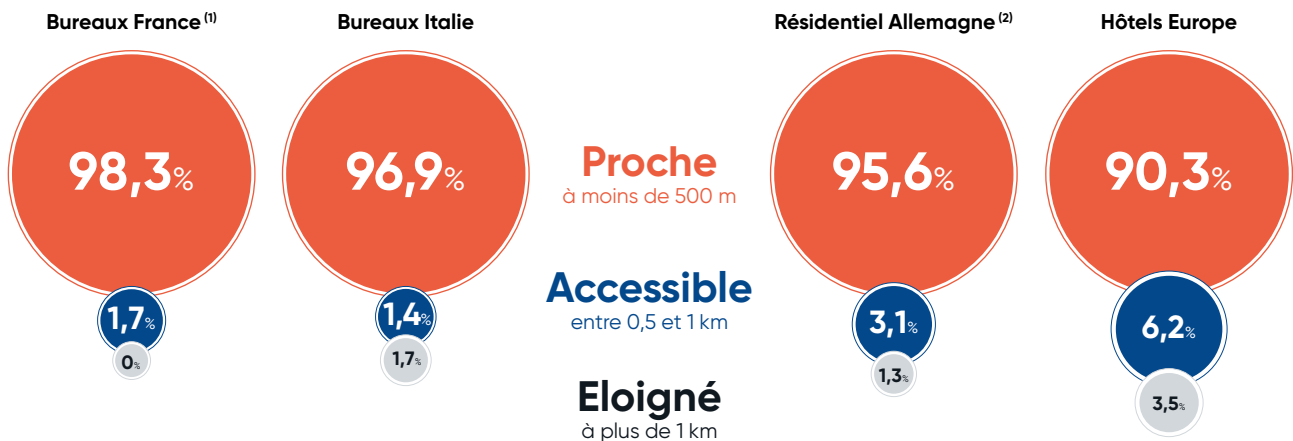 Bureaux France (1)
Bureaux Italie
Résidentiel Allemagne (2)
Hôtels Europe
98,3%
96,9%
Proche
à moins de 500 m
95,6%
90,3%
1,7%
1,4%
Accessible
entre 0,5 et 1 km
3,1%
6,2%
0%
1,7%
Eloigné
à plus de 1 km
1,3%
3,5%